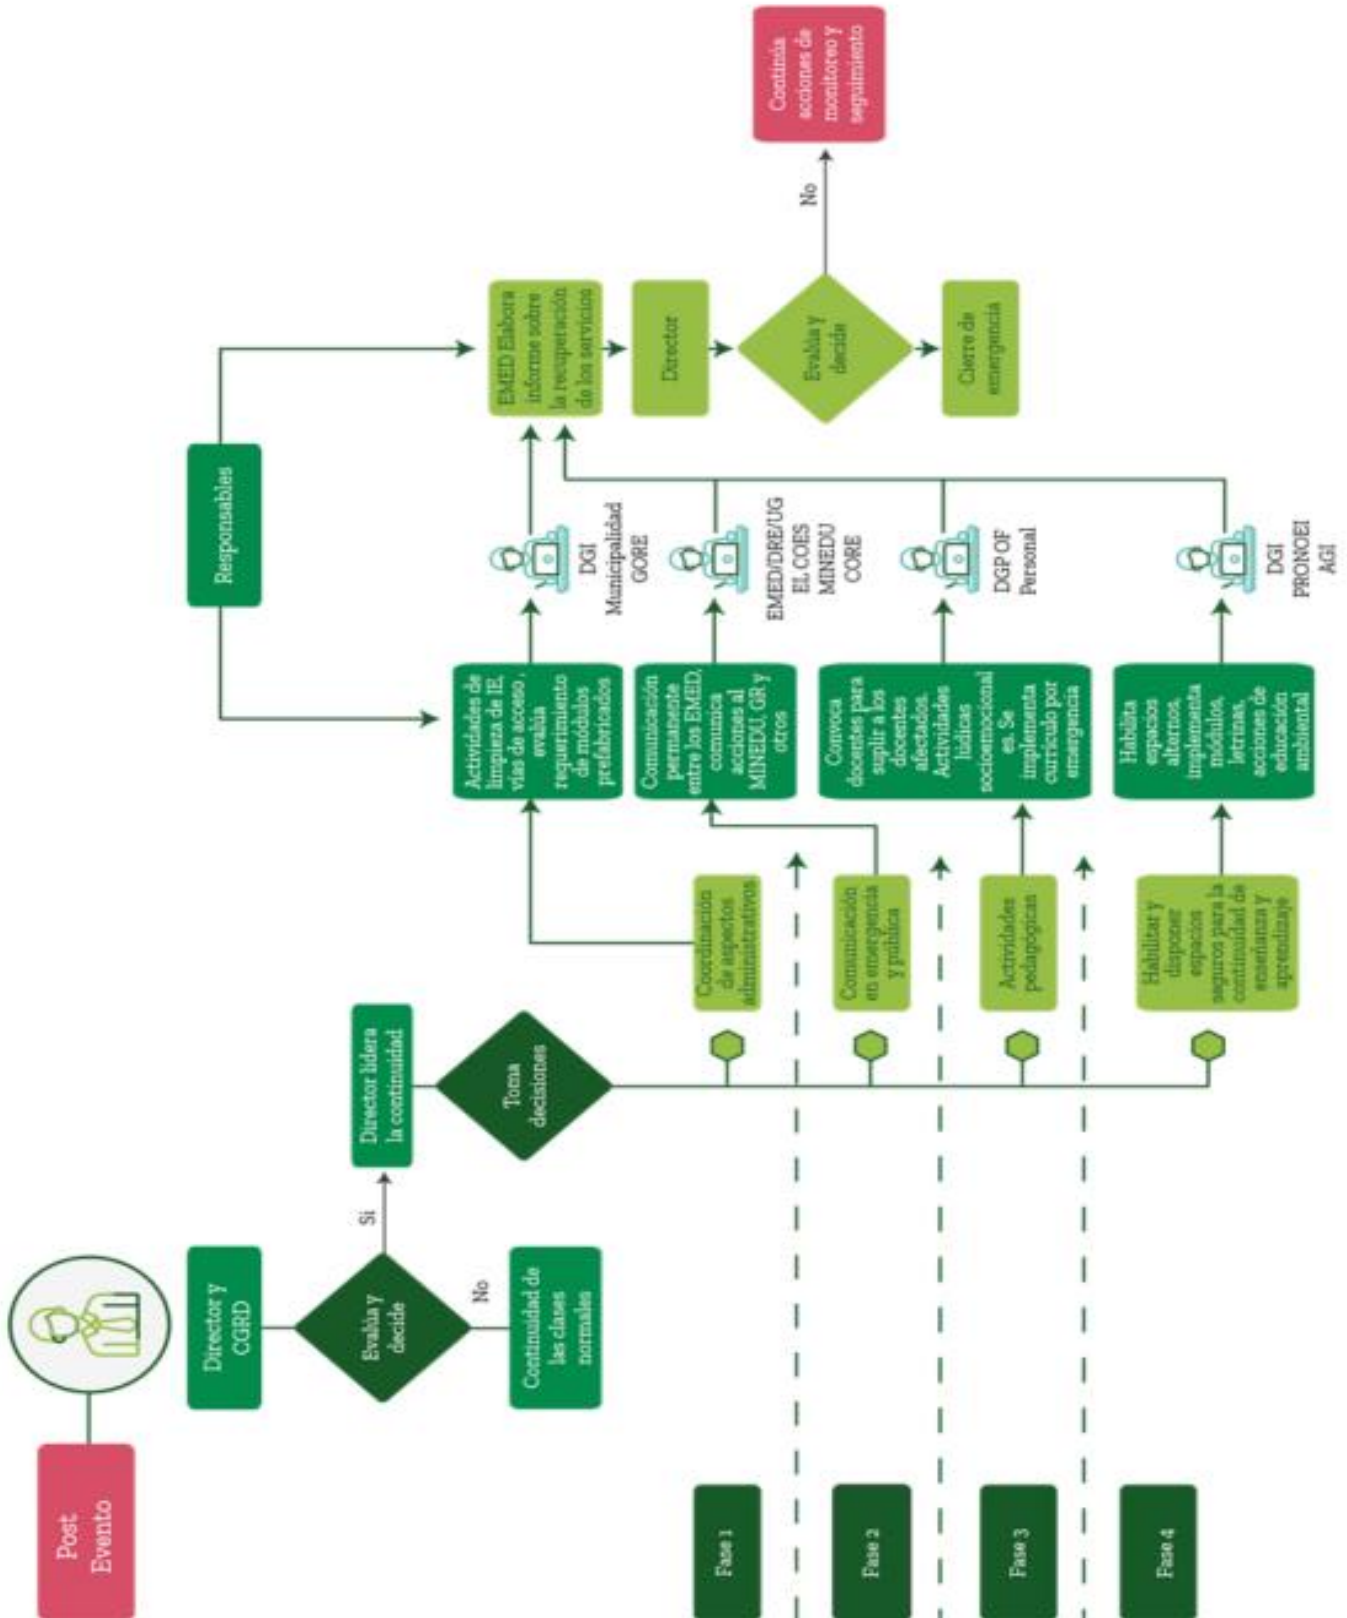 Post
Evento
Director y
CGRD
Evalúa y
decide
Si
No
Continuidad de
las clases
normales
Director lidera
la continuidad
Toma
decisiones
Responsables
Fase 1
Coordinación
de aspectos
administrativos
Actividades de
limpieza de IE,
vías de acceso ,
evalúa
requerimiento
de módulos
prefabricados
DGI
Municipalidad
GORE
Fase 2
Comunicación
en emergencia
y pública
Comunicación
permanente
entre los EMED,
comunica
acciones al
MINEDU, GR y
otros
EMED/DRE/UG
EL COES
MINEDU
CORE
Fase 3
Actividades
pedagógicas
Convoca
docentes para
suplir a los
docentes
afectados.
Actividades
lúdicas
socioemocional
es. Se
implementa
currículo por
emergencia
DGP OF
Personal
Fase 4
Habilitar y
disponer
espacios
seguros para la
continuidad de
enseñanza y
aprendizaje
Habilita
espacios
alternos,
implementa
módulos,
letrinas,
acciones de
educación
ambiental
DGI
PRONOEI
AGI
EMED Elabora
informe sobre
la recuperación
de los servicios
Director
Evalúa y
decide
No
Continúa
acciones de
monitoreo y
seguimiento
Cierre de
emergencia